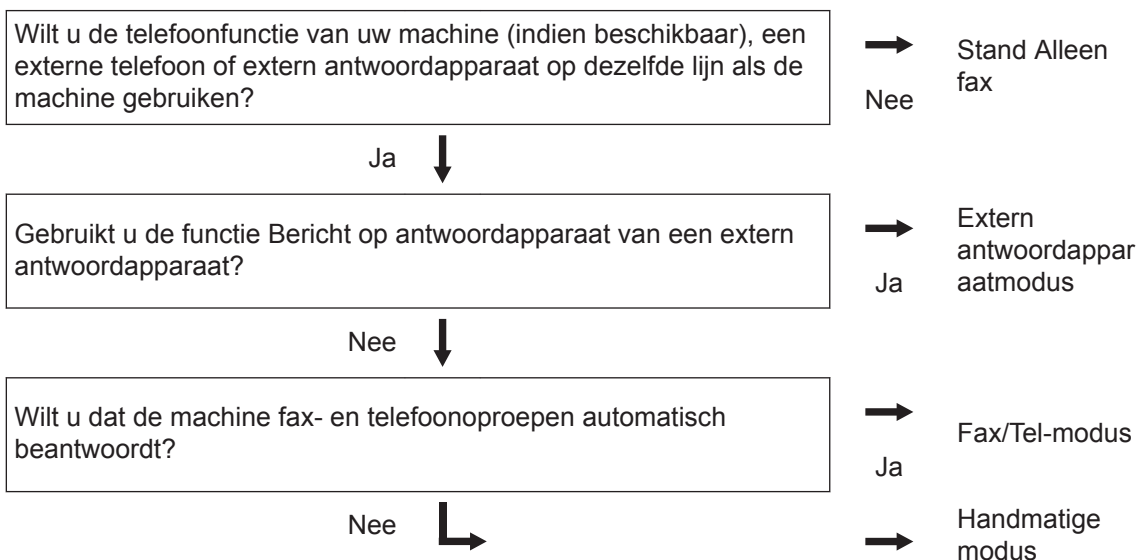 Wilt u de telefoonfunctie van uw machine (indien beschikbaar), een
externe telefoon of extern antwoordapparaat op dezelfde lijn als de
machine gebruiken?
Nee
Stand Alleen
fax
Ja
Gebruikt u de functie Bericht op antwoordapparaat van een extern
antwoordapparaat?
Ja
Extern
antwoordappar
aatmodus
Nee
Wilt u dat de machine fax- en telefoonoproepen automatisch
beantwoordt?
Ja
Fax/Tel-modus
Nee
Handmatige
modus